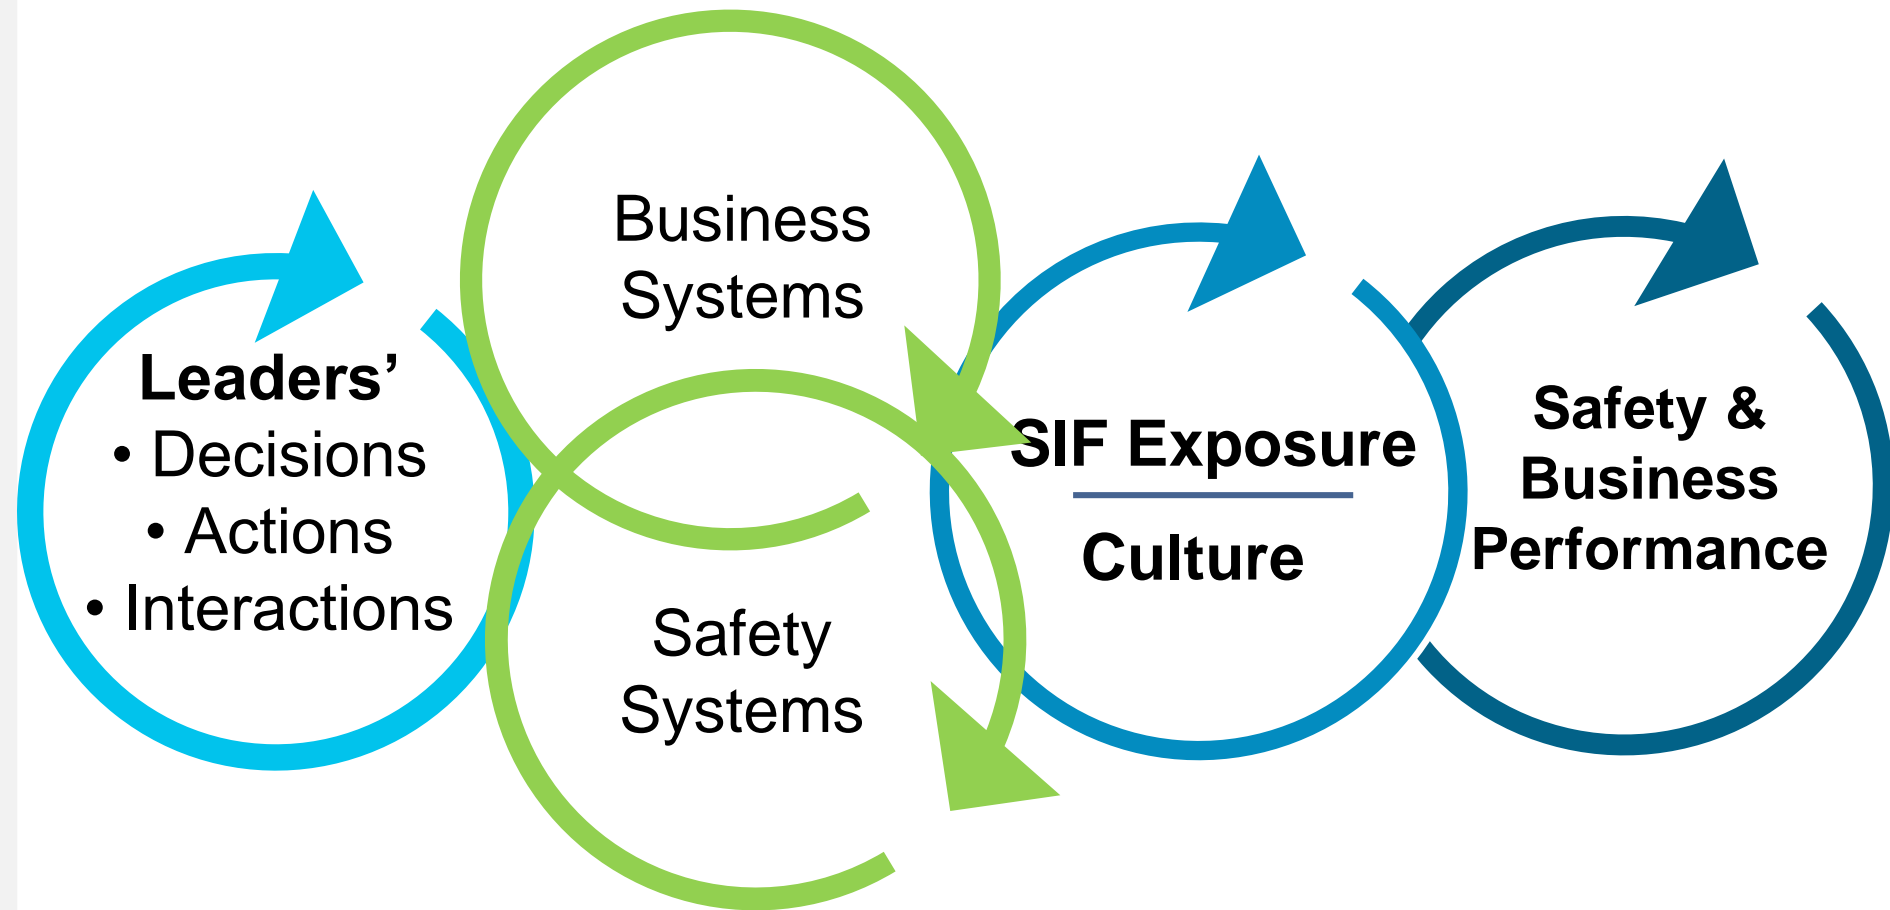 Leaders’
• Decisions
• Actions
• Interactions
Business
Systems
Safety
Systems
SIF Exposure
Culture
Safety &
Business
Performance